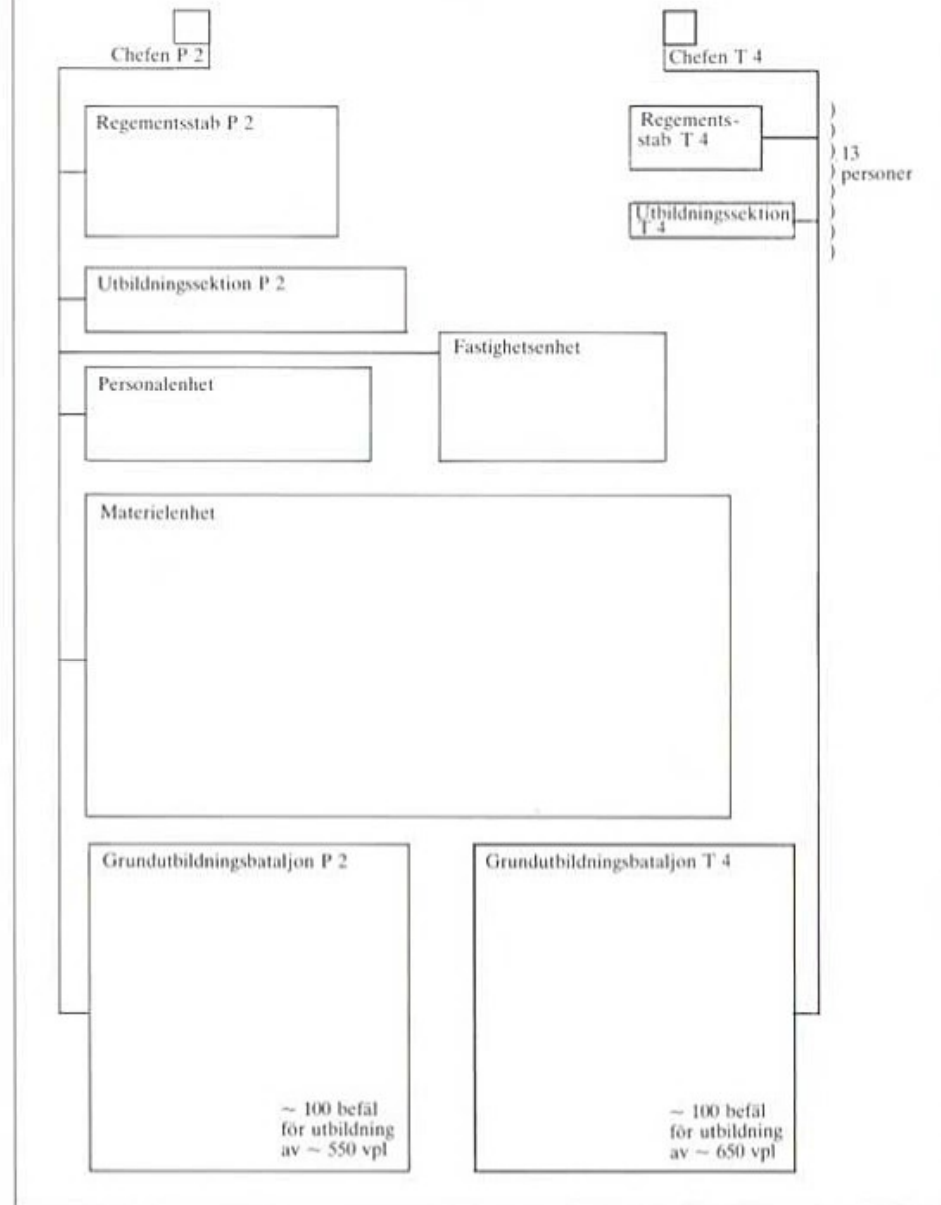 Chefen P 2
Chefen T 4
Regementsstab P 2
Regements-
stab T 4
) 13
personer
Utbildningssektion
T 4
Utbildningssektion P 2
Fastighetsenhet
Personalenhet
Materielenhet
Grundutbildningsbataljon P 2
~ 100 befäl
för utbildning
av ~ 550 vpl
Grundutbildningsbataljon T 4
~ 100 befäl
för utbildning
av ~ 650 vpl